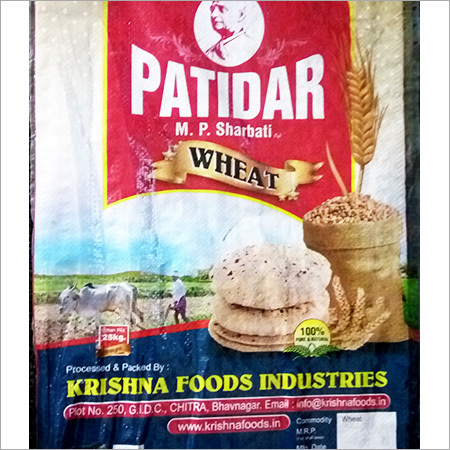 PATIDAR
M. P. Sharbati
WHEAT
25kg.
100%
PURE & NATURAL
Processed & Packed By :
KRISHNA FOODS INDUSTRIES
Plot No. 250, G.I.D.C., CHITRA, Bhavnagar. Email : info@krishnafoods.in
www.krishnafoods.in
Commodity Wheat
M.R.P.
Mfg. Date